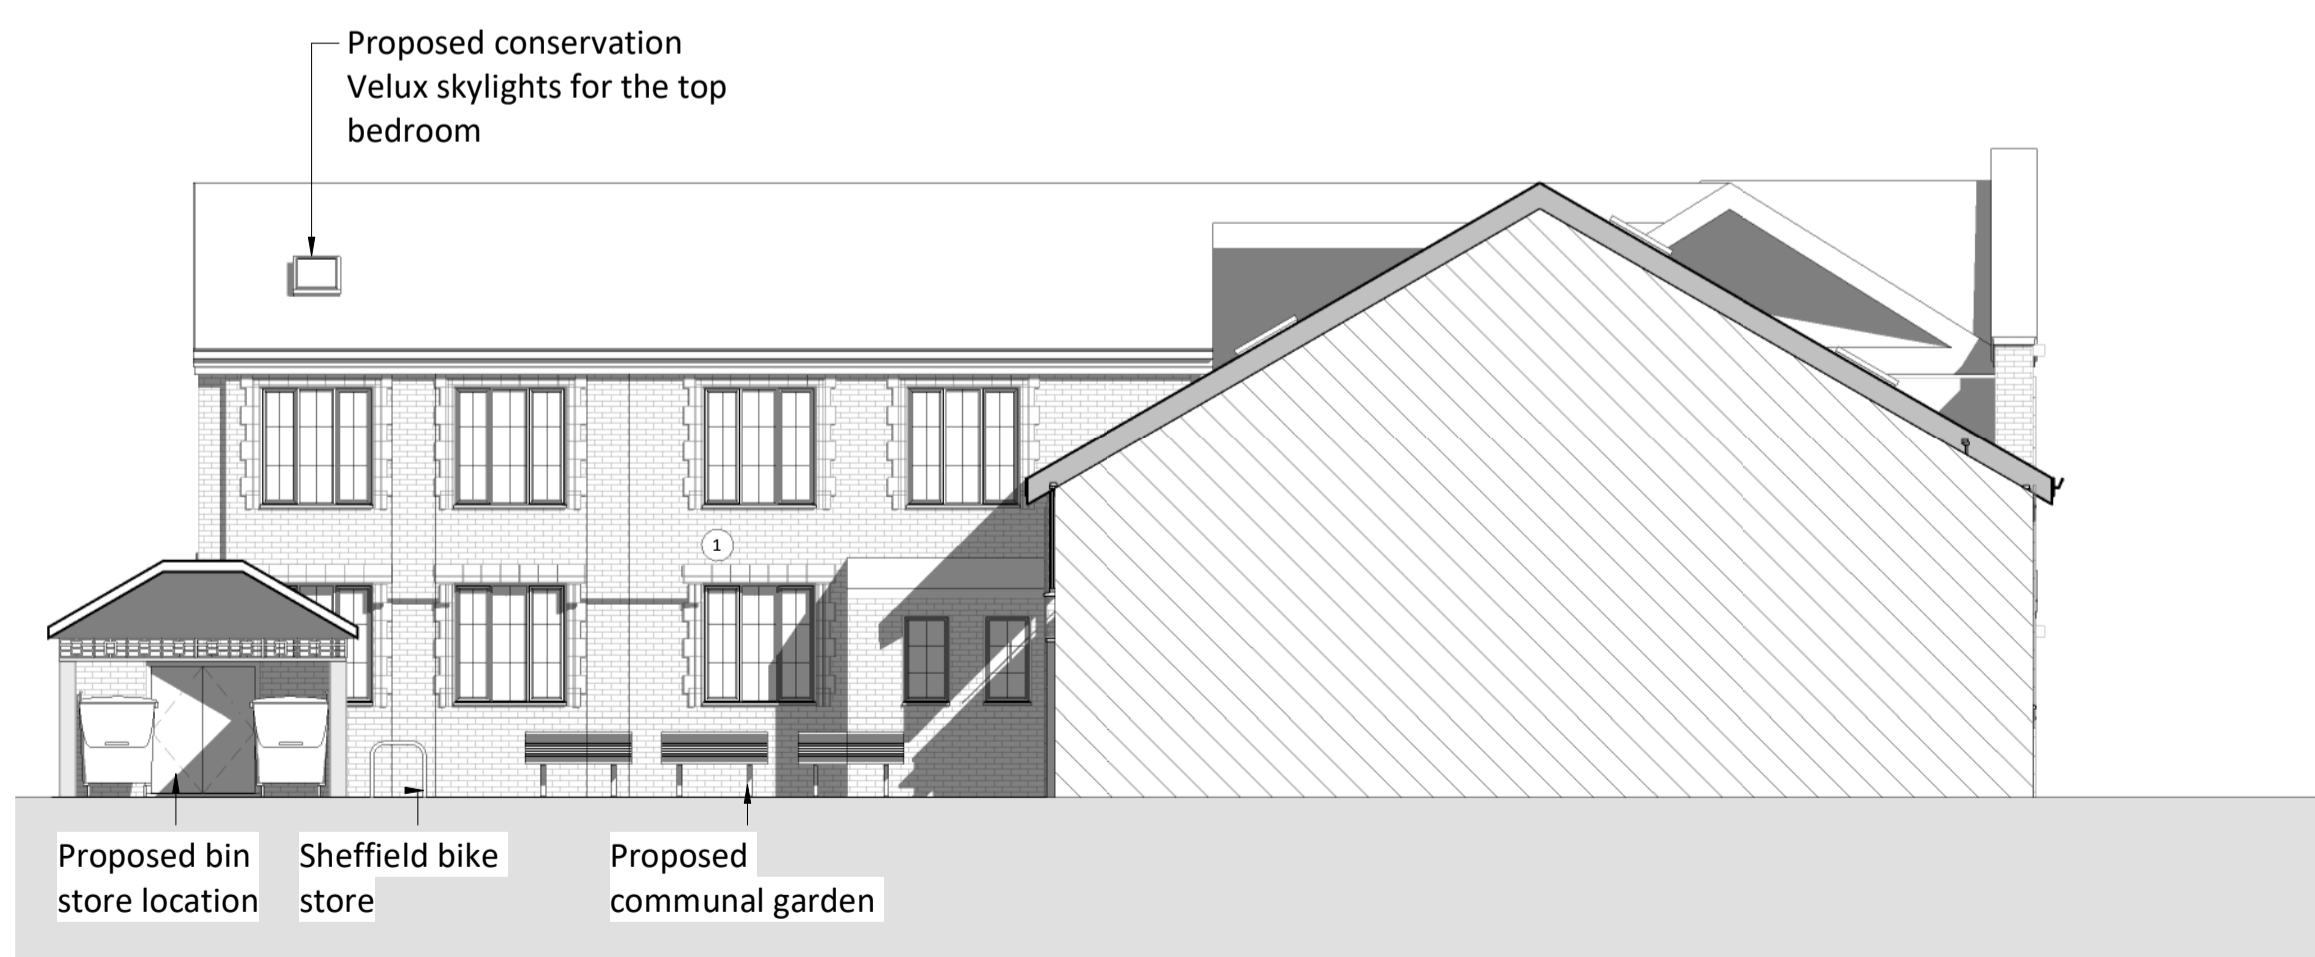 Proposed conservation
Velux skylights for the top
bedroom
1
Proposed bin
store location
Sheffield bike
store
Proposed
communal garden